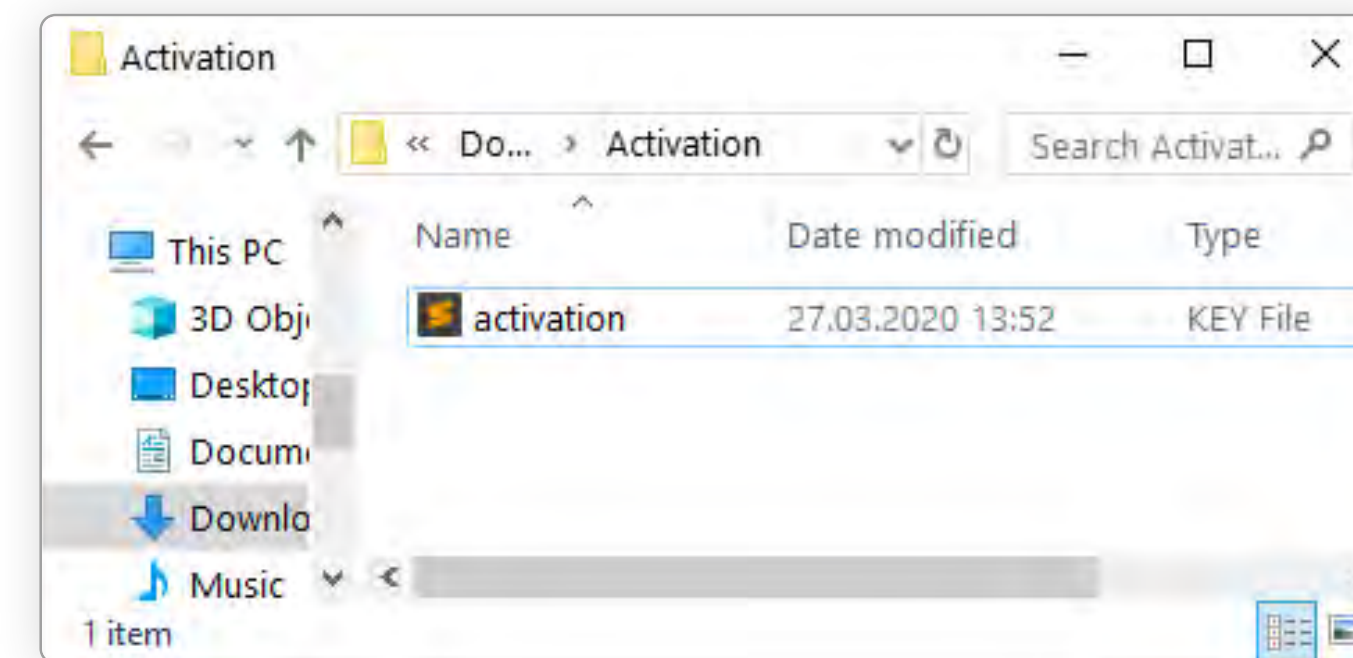 Activation
« Do... › Activation
Search Activat...
Name Date modified Type
This PC
activation 27.03.2020 13:52 KEY File
3D Obj
Desktop
Docum
Downlo
Music
1 item